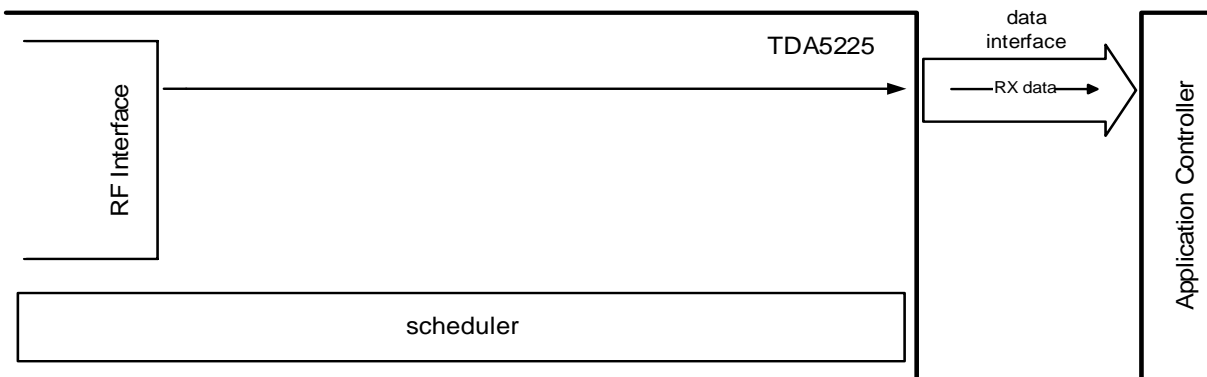 TDA5225
data
interface
RX data
RF Interface
Application Controller
scheduler